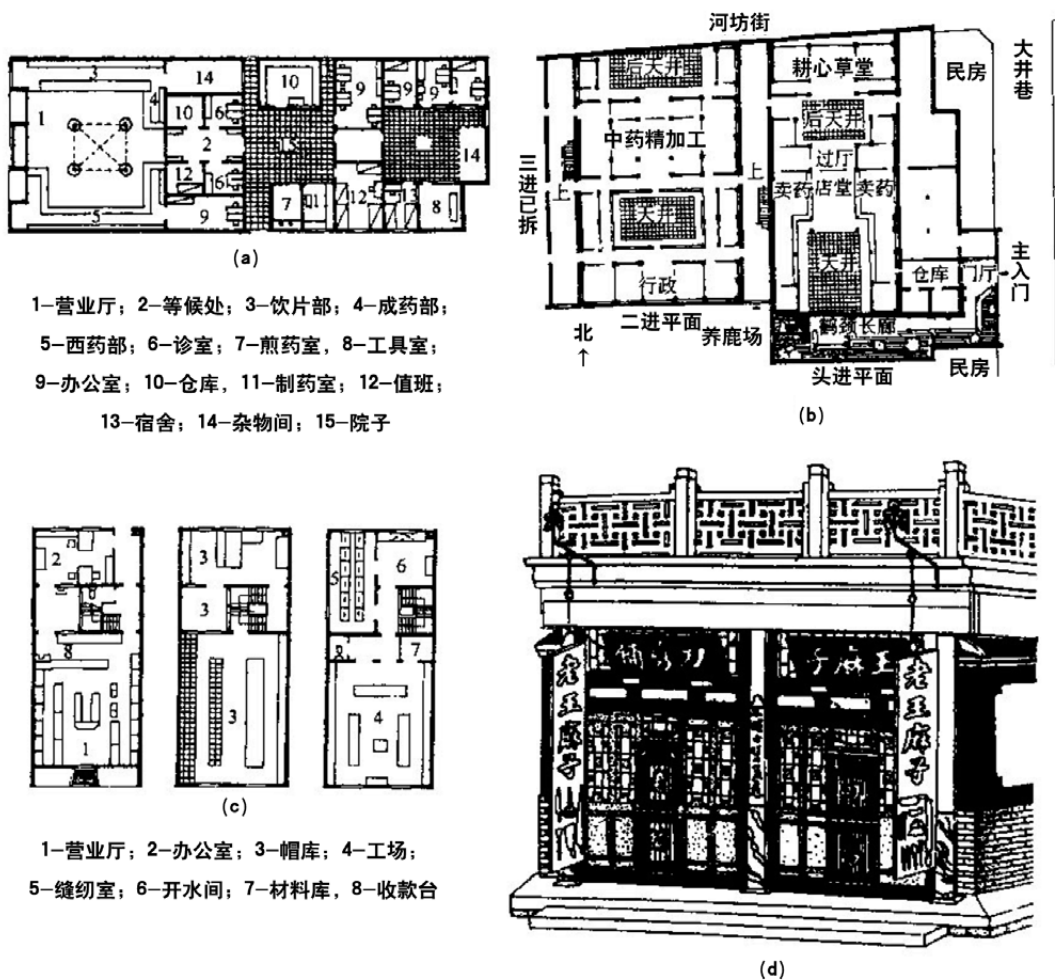 3
14
1
4
10
6
2
12
6
5
9
10
15
7
11
9
9
9
12
13
8
14
(a)
1-营业厅；2-等候处；3-饮片部；4-成药部；
5-西药部；6-诊室；7-煎药室，8-工具室；
9-办公室；10-仓库，11-制药室；12-值班；
13-宿舍；14-杂物间；15-院子
河坊街
大井巷
后天井
耕心草堂
民房
后天井
中药精加工
过厅
三进已拆
上
上
卖药
店堂
卖药
天井
天井
仓库
门厅
主入门
行政
北
↑
二进平面
养鹿场
鹤颈长廊
头进平面
民房
(b)
2
8
1
3
3
3
5
6
7
4
(c)
1-营业厅；2-办公室；3-帽库；4-工场；
5-缝纫室；6-开水间；7-材料库，8-收款台
铺剪刀
子麻王
老王麻子
老王麻子
(d)